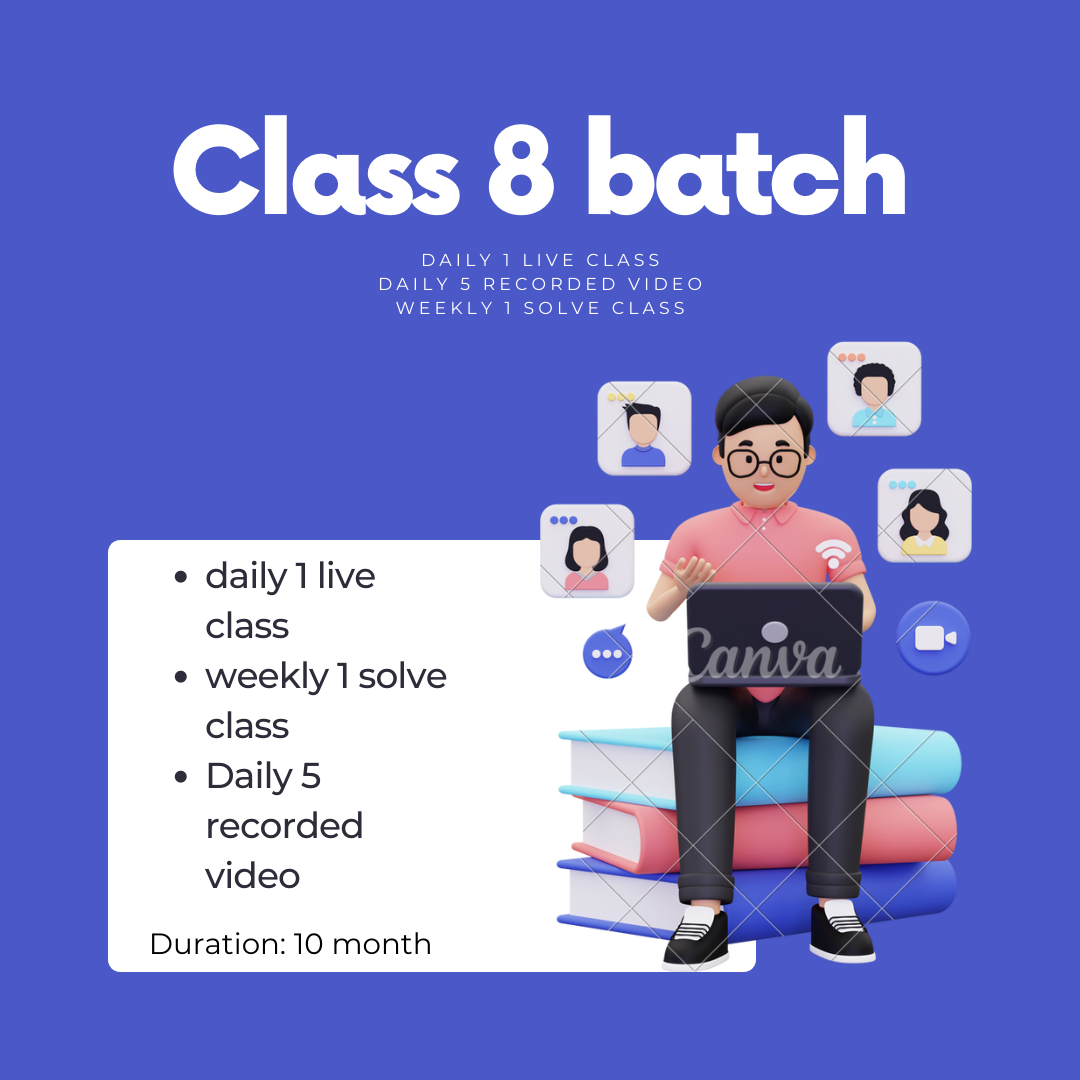 Class 8 batch
DAILY 1 LIVE CLASS
DAILY 5 RECORDED VIDEO
WEEKLY 1 SOLVE CLASS
• daily 1 live
class
• weekly 1 solve
class
• Daily 5
recorded
video
Duration: 10 month
Canva